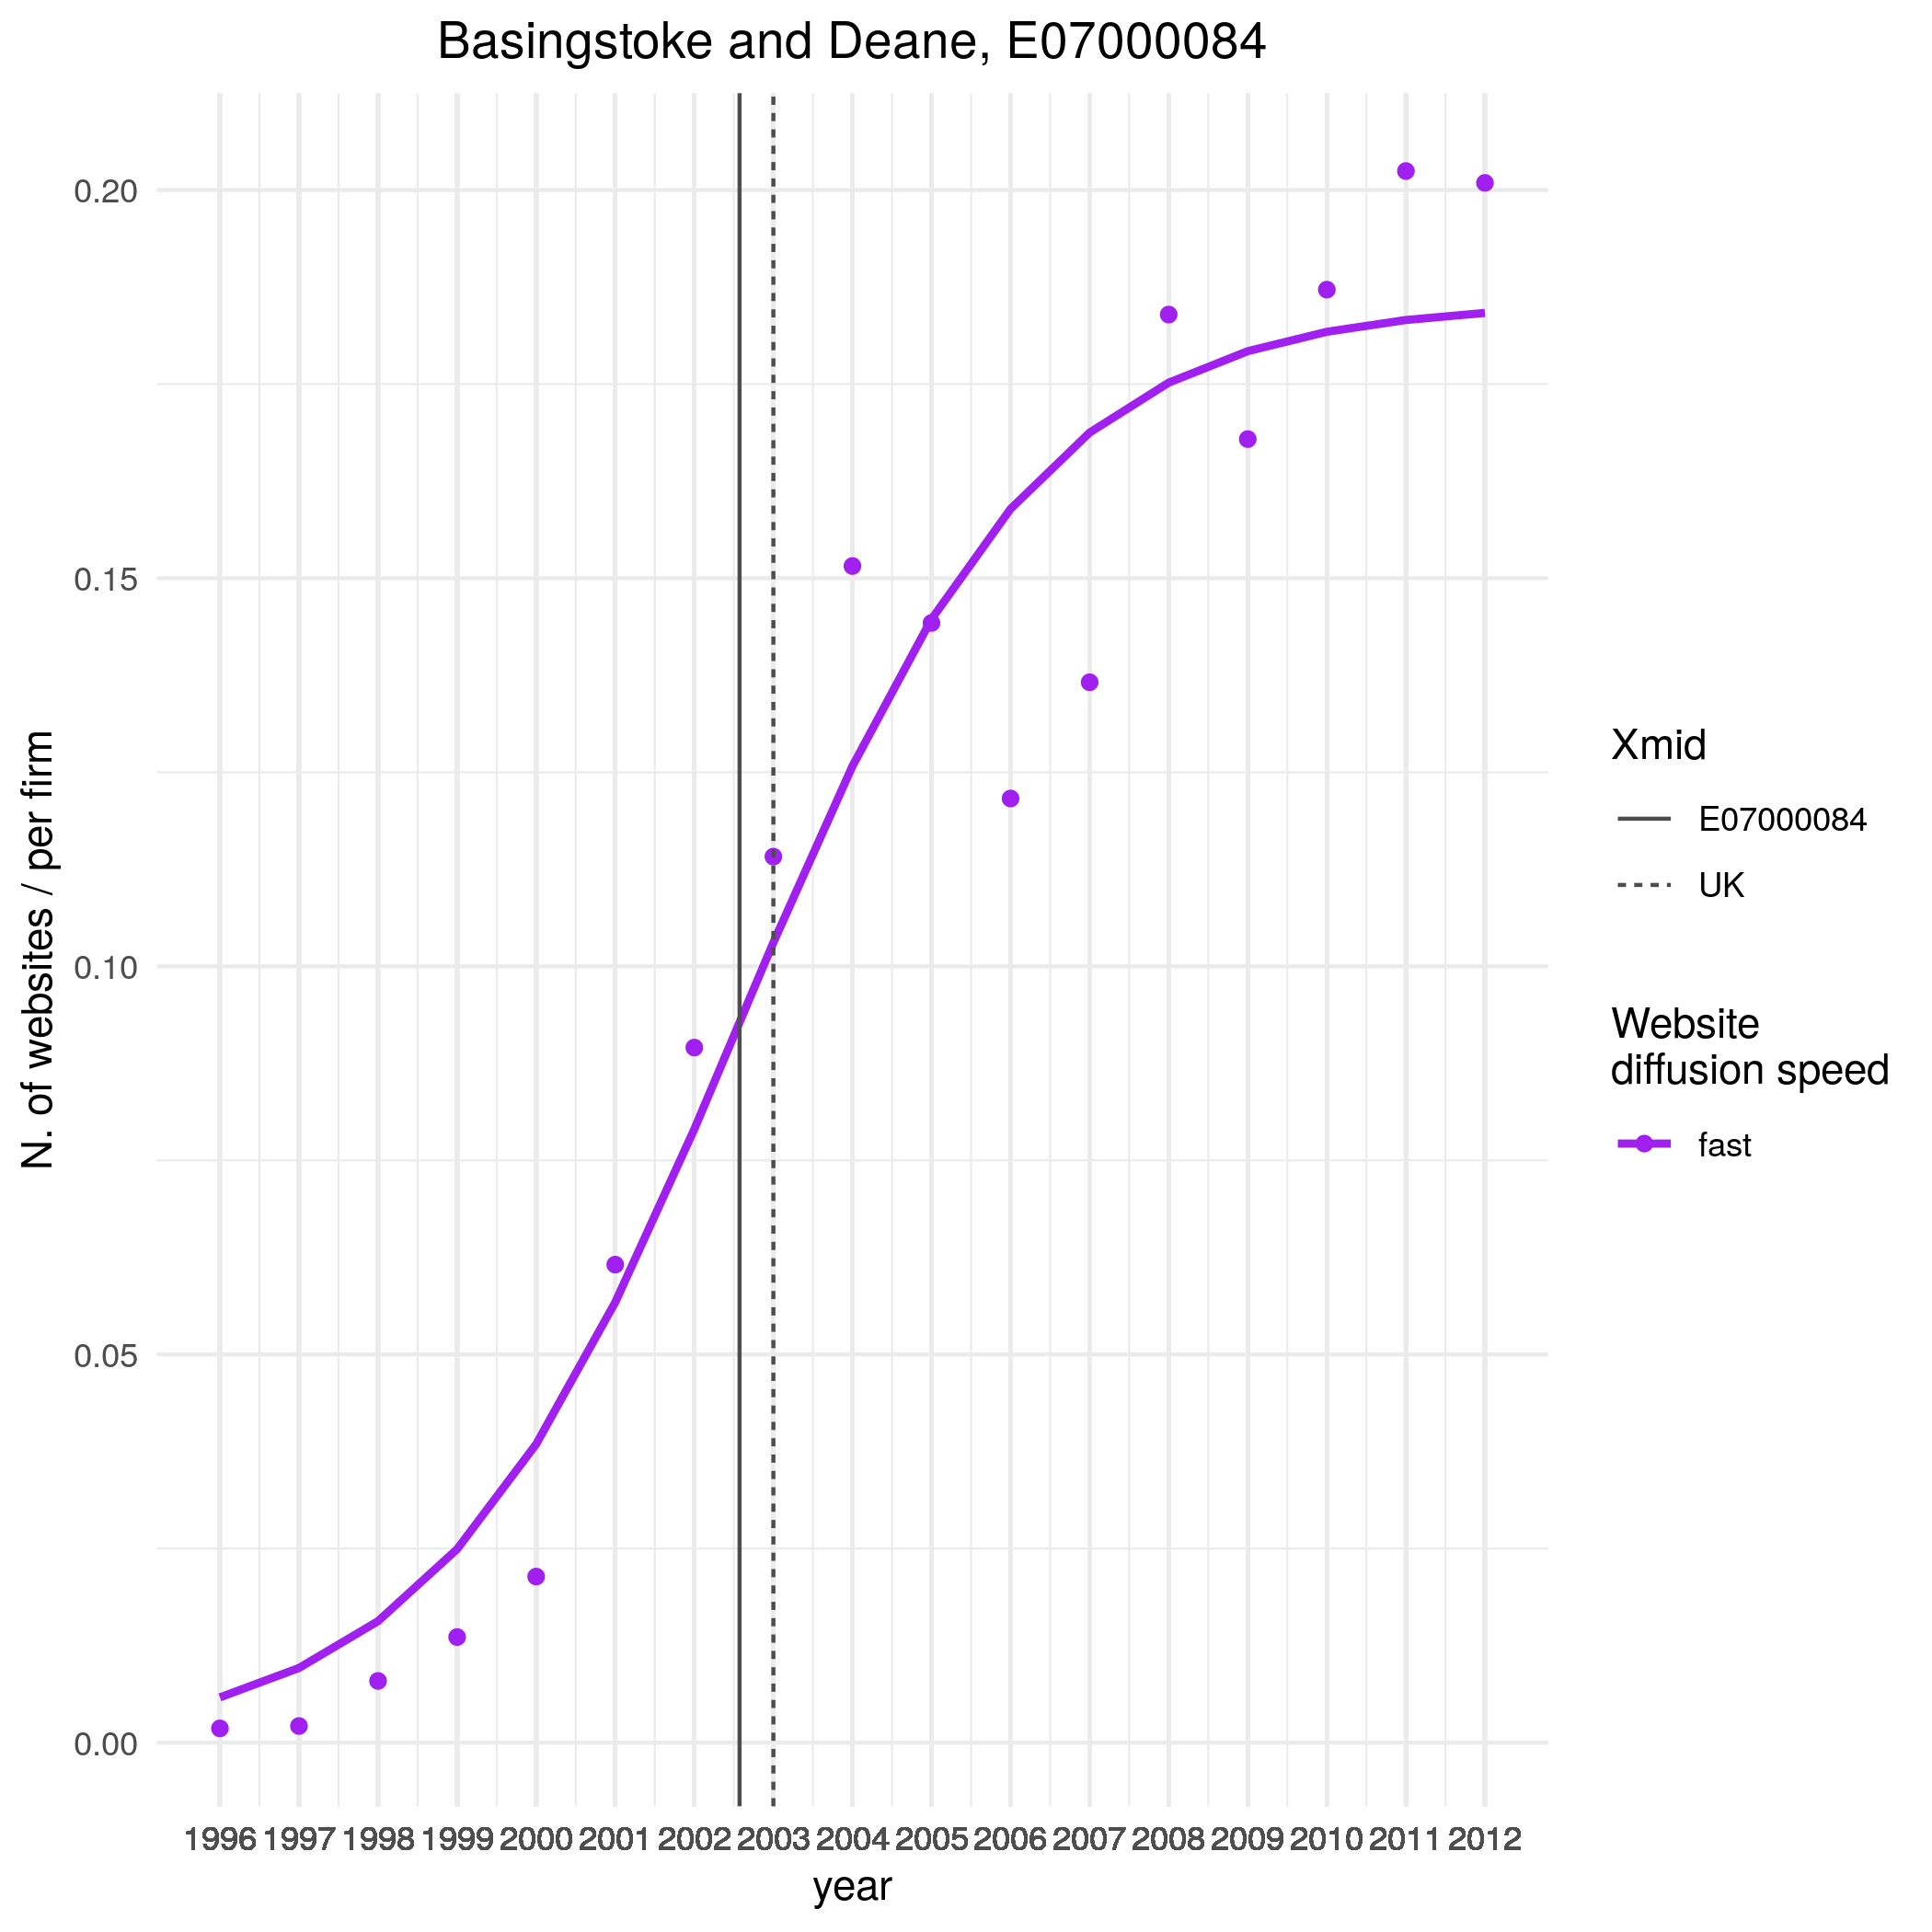 Basingstoke and Deane, E07000084
N. of websites / per firm
0.20
0.15
0.10
0.05
0.00
1996 1997 1998 1999 2000 2001 2002 2003 2004 2005 2006 2007 2008 2009 2010 2011 2012
year
Xmid
E07000084
UK
Website
diffusion speed
fast